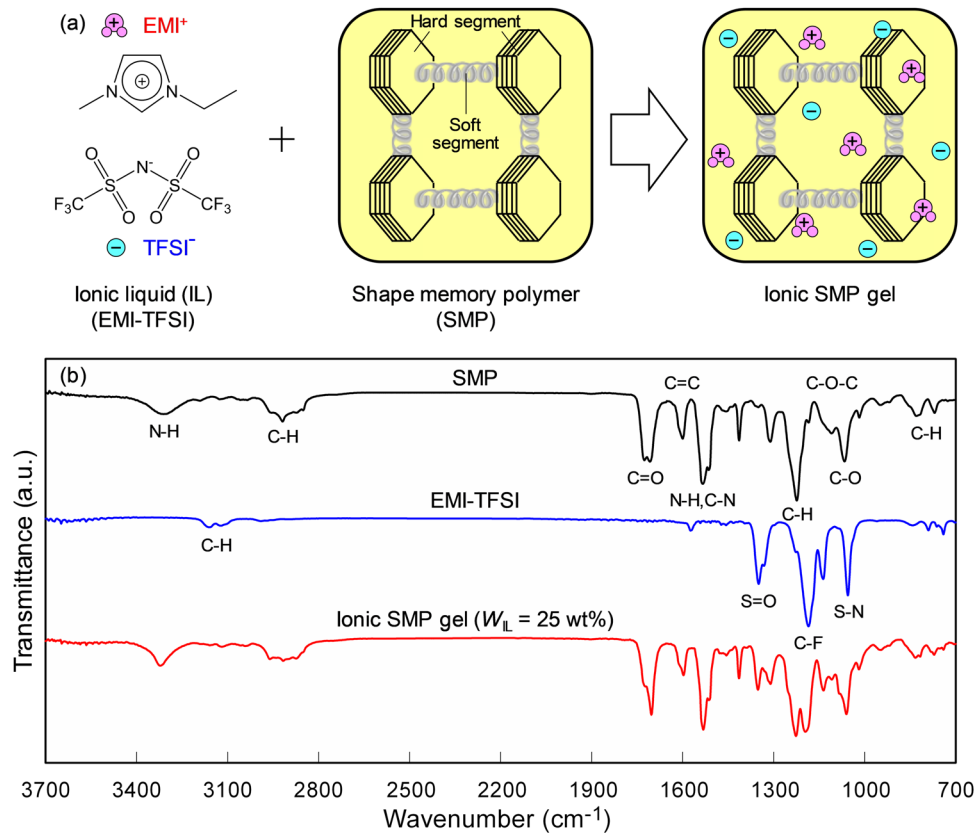 (a)
EMI⁺
N
⊕
N
O
N⁻
O
S
S
F₃C
O
O
CF₃
TFSI⁻
Ionic liquid (IL)
(EMI-TFSI)
+
Hard segment
Soft
segment
Shape memory polymer
(SMP)
Ionic SMP gel
(b)
SMP
N-H
C-H
C=O
C=C
N-H,C-N
C-H
C-O-C
C-O
C-H
EMI-TFSI
C-H
S=O
C-F
S-N
Ionic SMP gel (W_IL = 25 wt%)
Transmittance (a.u.)
3700 3400 3100 2800 2500 2200 1900 1600 1300 1000 700
Wavenumber (cm⁻¹)